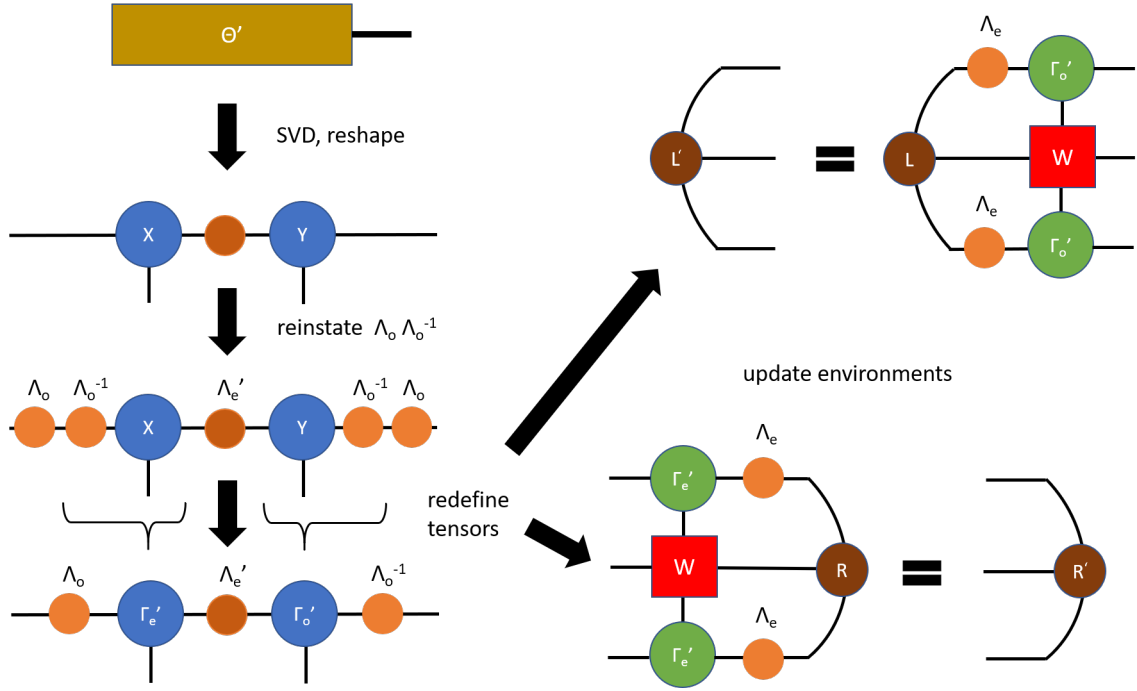 Θ’
SVD, reshape
X Y
reinstate Λₒ Λₒ⁻¹
Λₒ Λₒ⁻¹ Λₑ’ Λₒ⁻¹ Λₒ
X Y
redefine
tensors
Λₒ Λₑ’ Λₒ⁻¹
Γₑ’ Γₒ’
Λₑ
Γₒ’
L‘ = L W
Λₑ
Γₒ’
update environments
Λₑ
Γₑ’
W R = R‘
Λₑ
Γₑ’